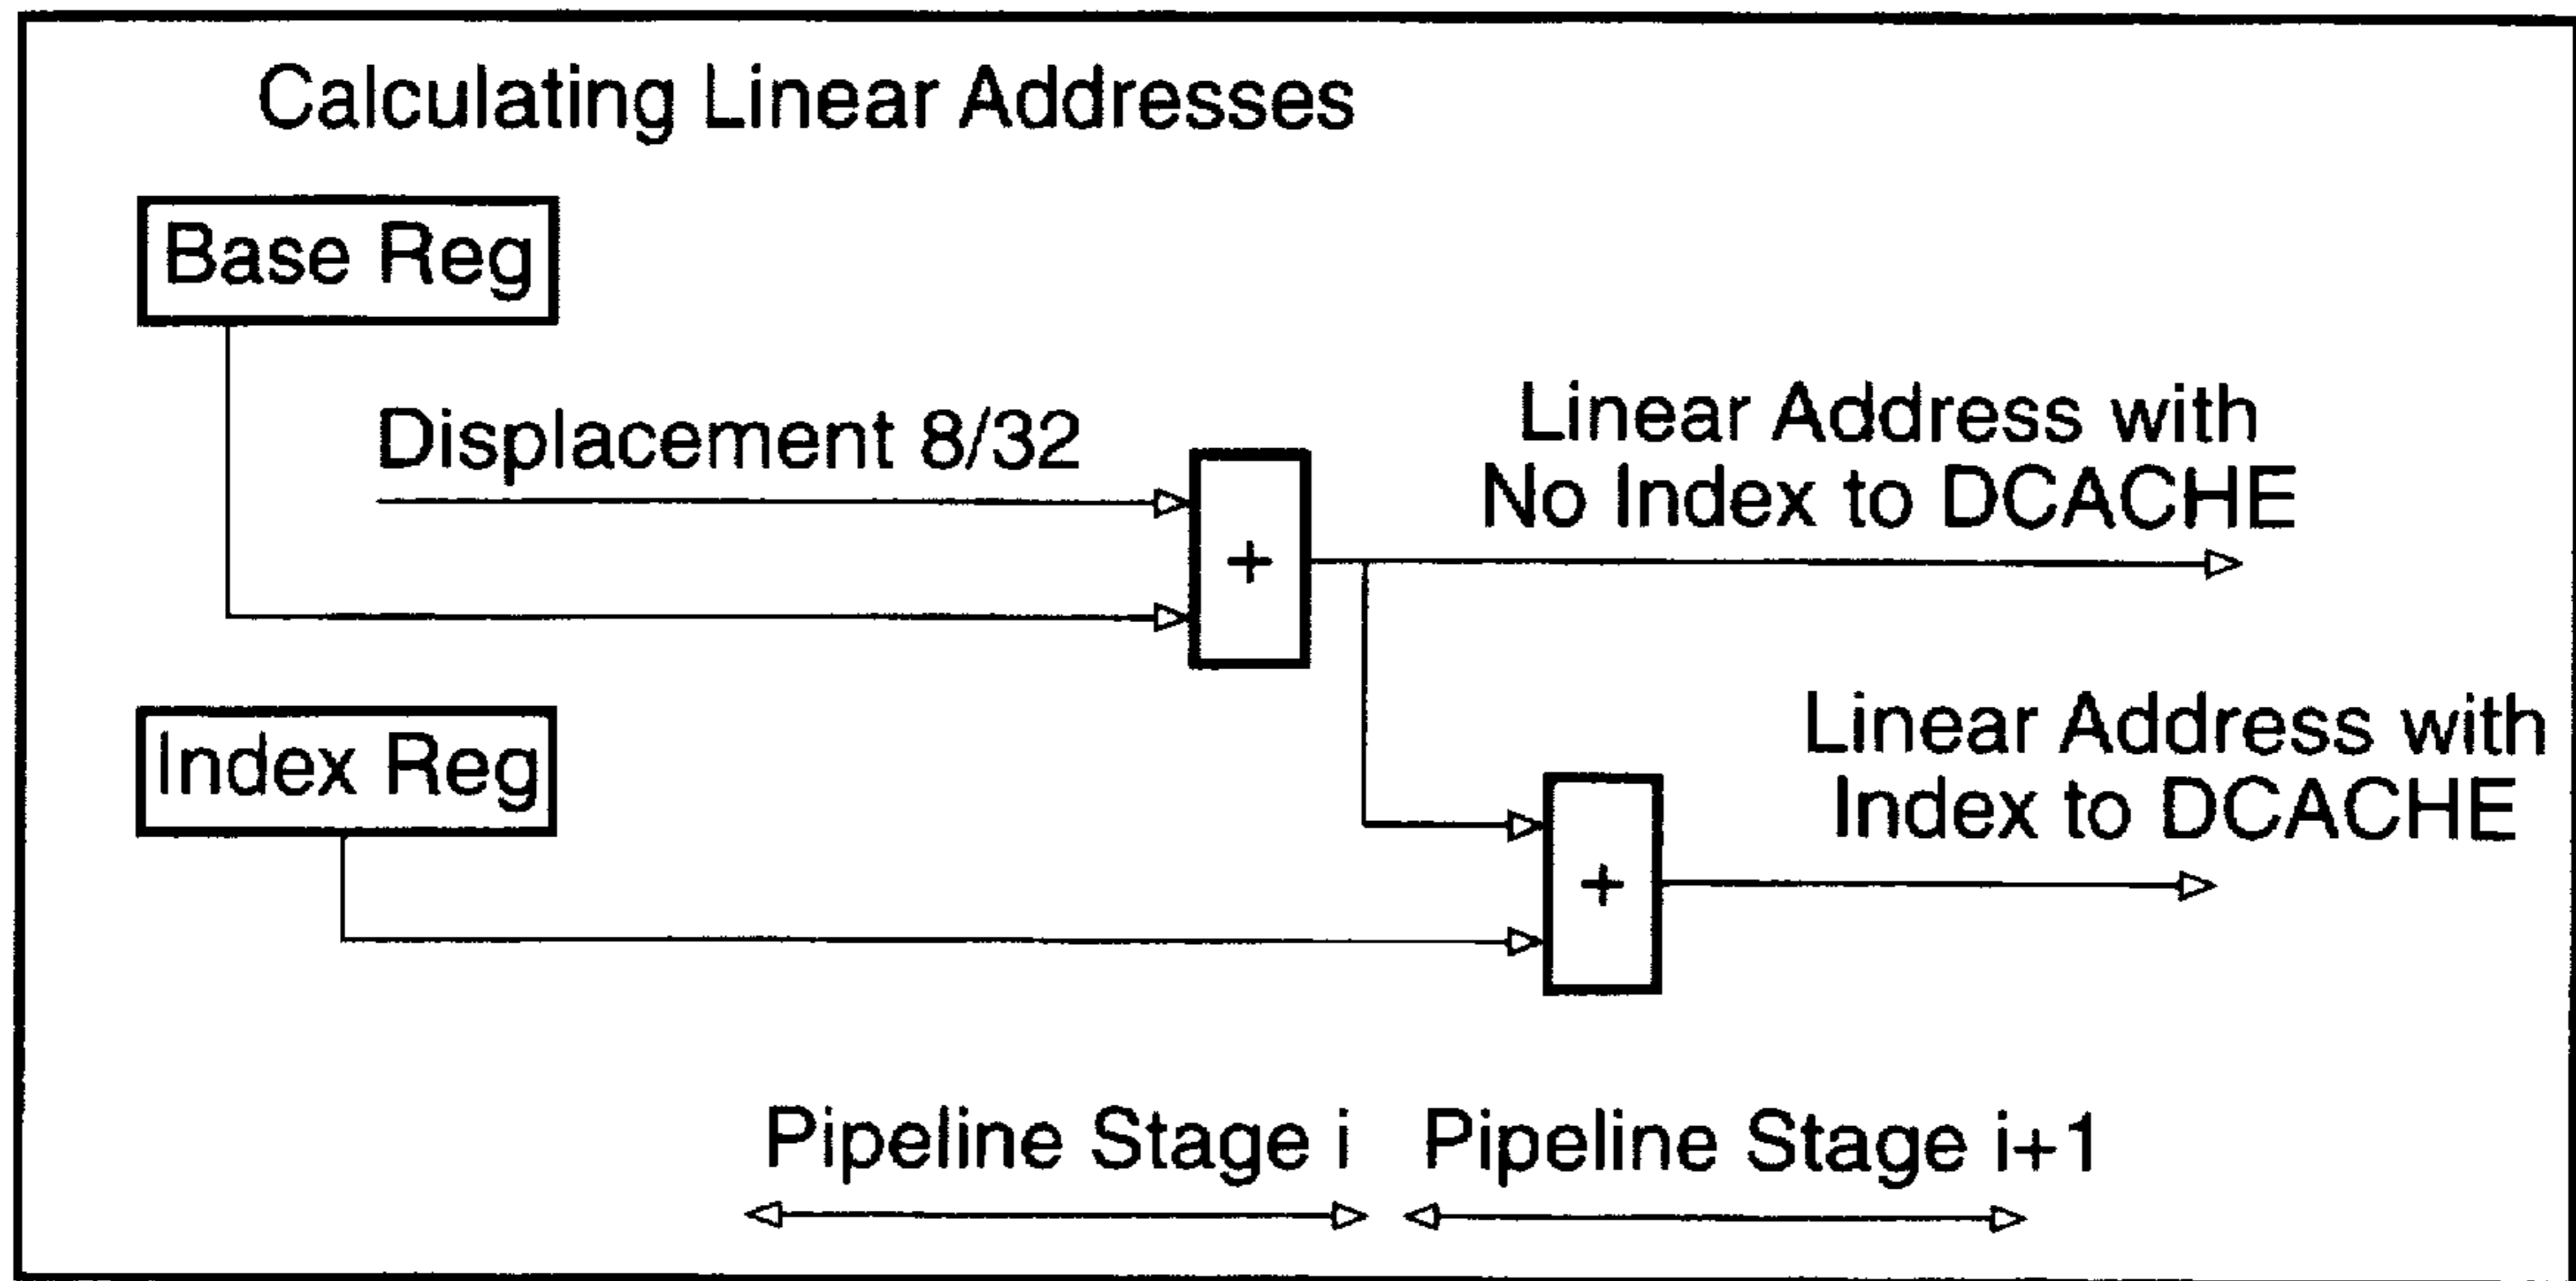 Calculating Linear Addresses
Base Reg
Displacement 8/32
+
Linear Address with
No Index to DCACHE
Index Reg
Linear Address with
Index to DCACHE
+
Pipeline Stage i
Pipeline Stage i+1